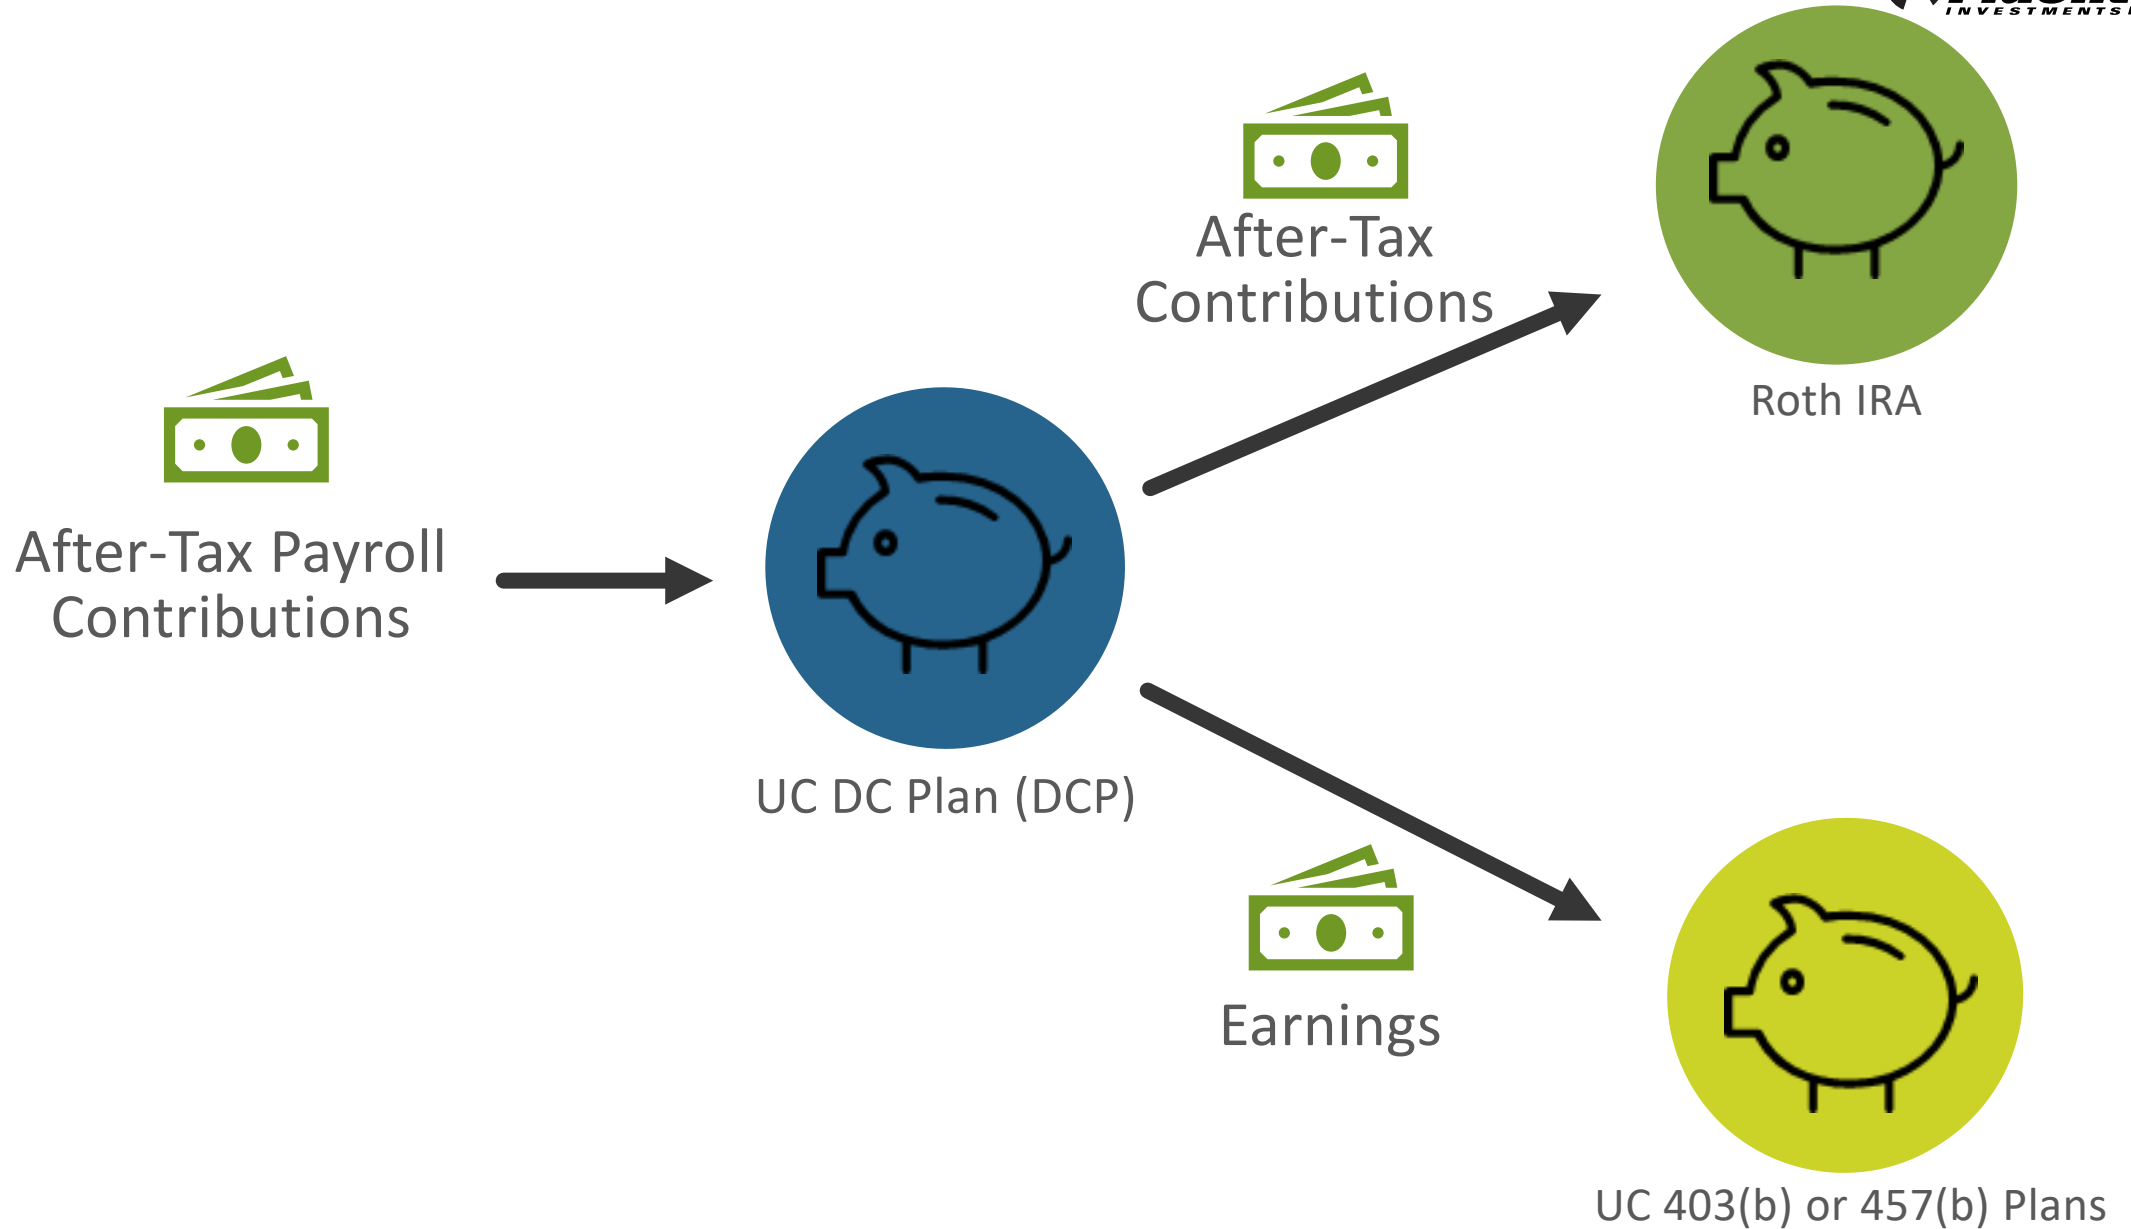 INVESTMENTS
After-Tax
Contributions
Roth IRA
After-Tax Payroll
Contributions
UC DC Plan (DCP)
Earnings
UC 403(b) or 457(b) Plans